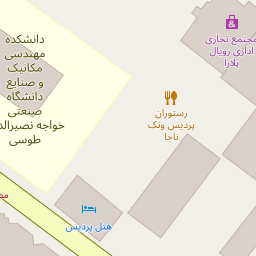 مجتمع تجاری
اداری رویال
پلازا
دانشکده
مهندسی
مکانیک
و صنایع
دانشگاه
صنعتی
خواجه نصیرالد
طوسی
رستوران
پردیس ونک
ناجا
هتل پردیس